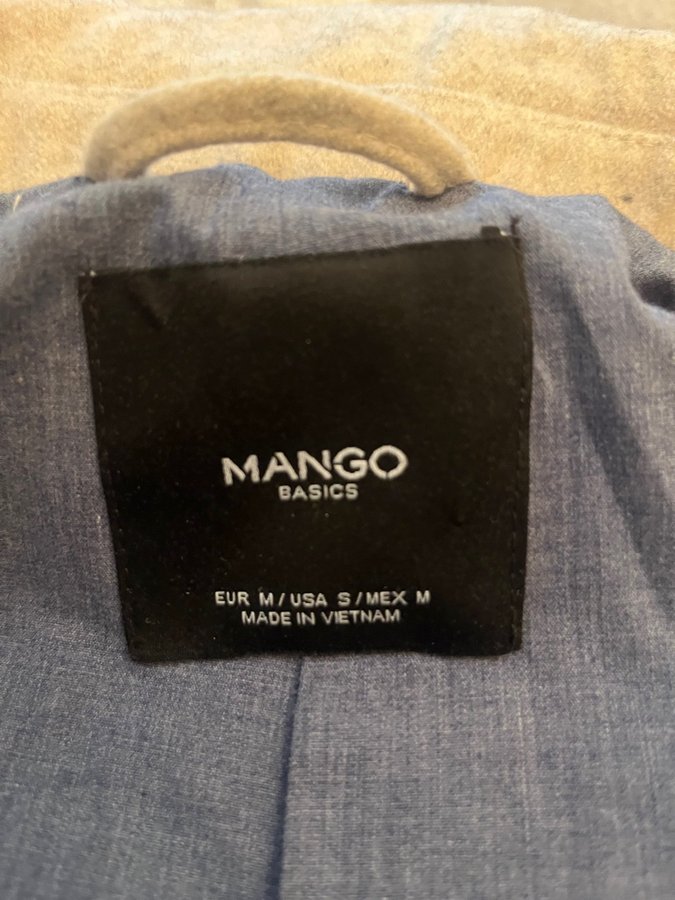 MANGO
BASICS
EUR M / USA S / MEX M
MADE IN VIETNAM